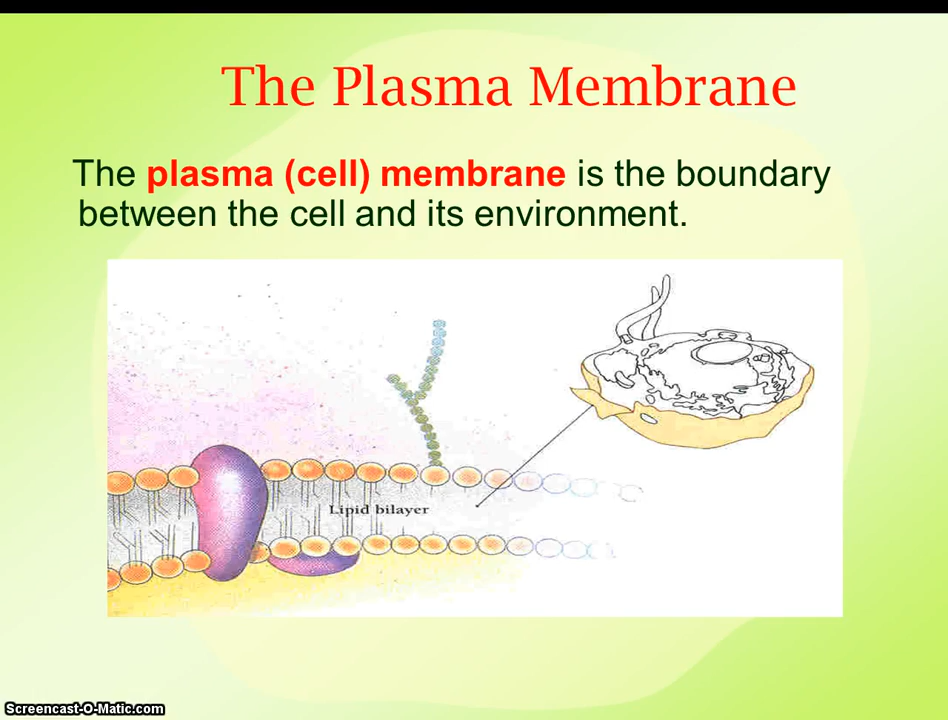 The Plasma Membrane
The plasma (cell) membrane is the boundary
between the cell and its environment.
Lipid bilayer
Screencast-O-Matic.com